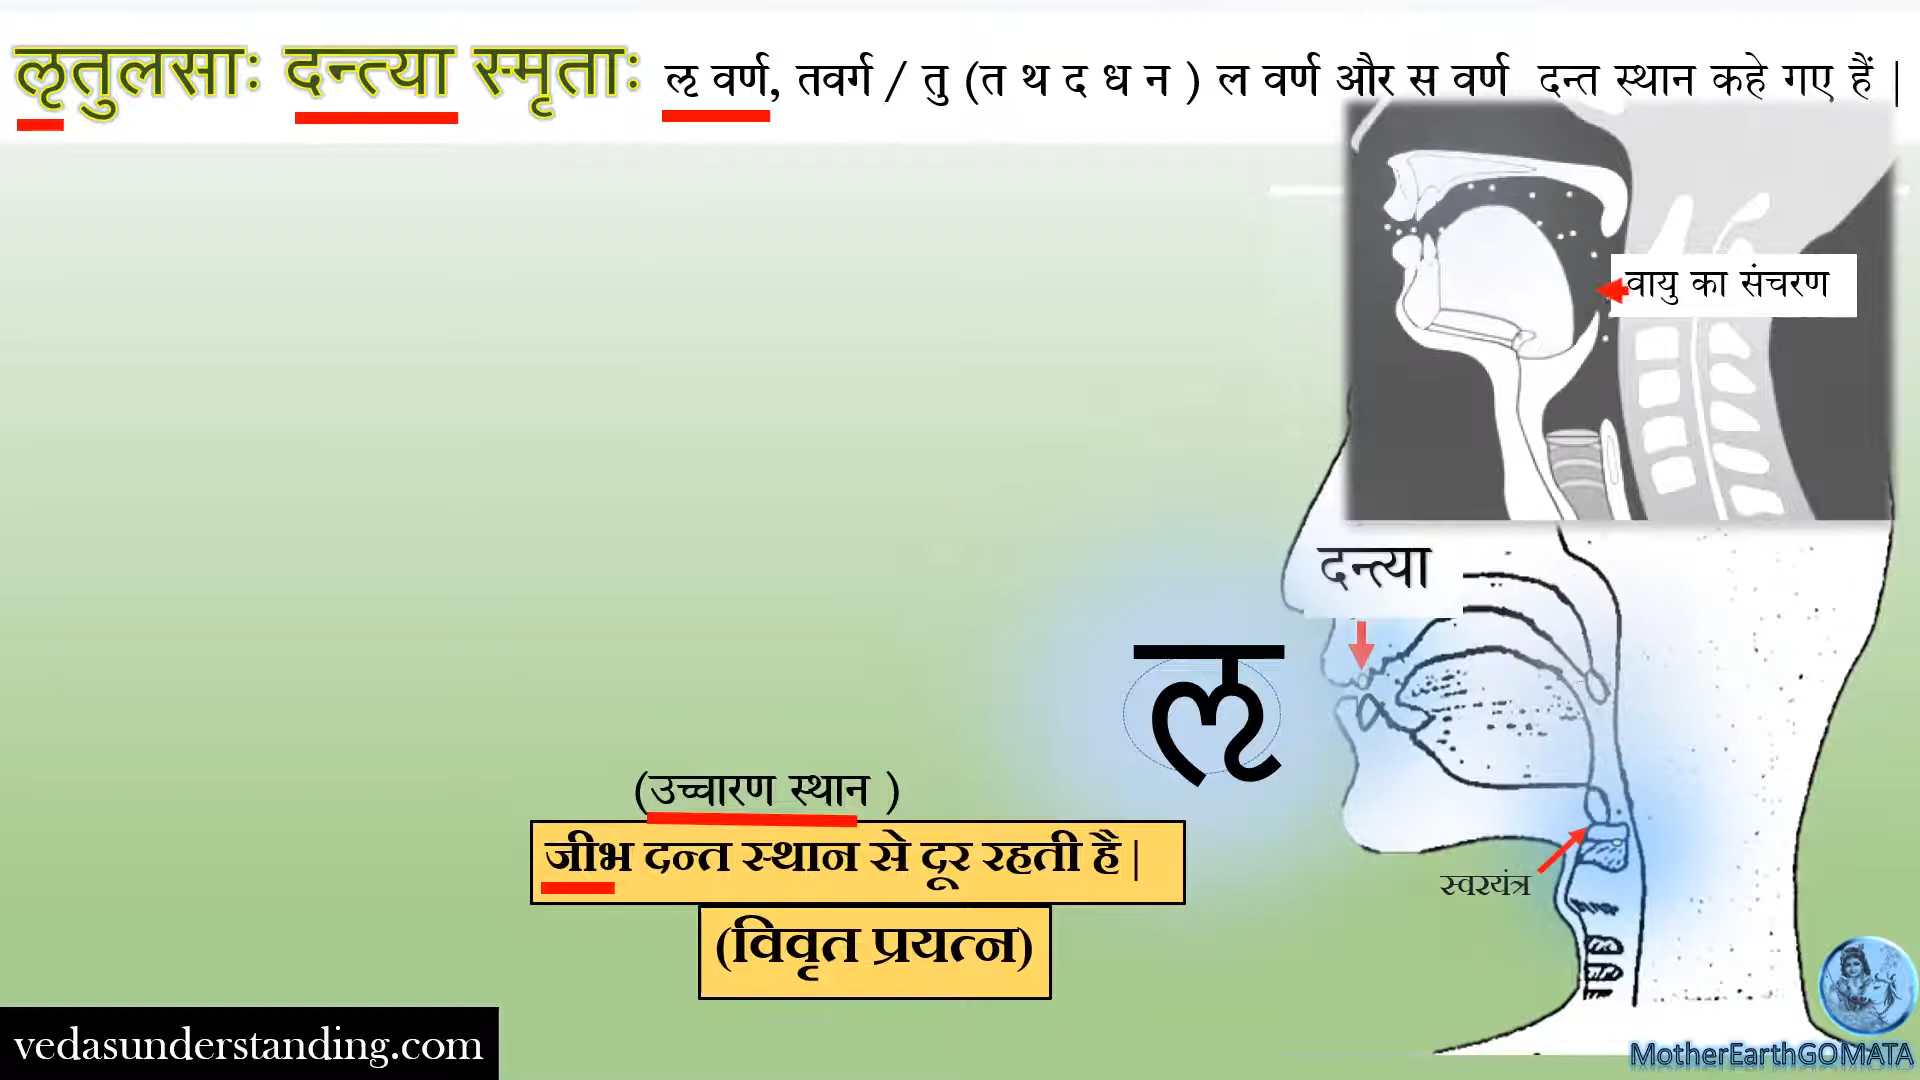 ऌतुलसाः दन्त्या स्मृताः ऌ वर्ण, तवर्ग / तु (त थ द ध न ) ल वर्ण और स वर्ण दन्त स्थान कहे गए हैं |
वायु का संचरण
दन्त्या
ऌ
(उच्चारण स्थान )
जीभ दन्त स्थान से दूर रहती है |
स्वरयंत्र
(विवृत प्रयत्न)
vedasunderstanding.com
MotherEarthGOMATA